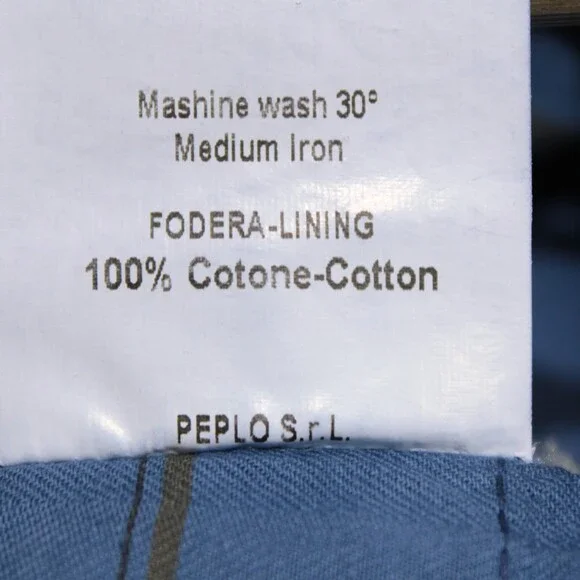 Mashine wash 30°
Medium Iron
FODERA-LINING
100% Cotone-Cotton
PEPLO S.r.L.